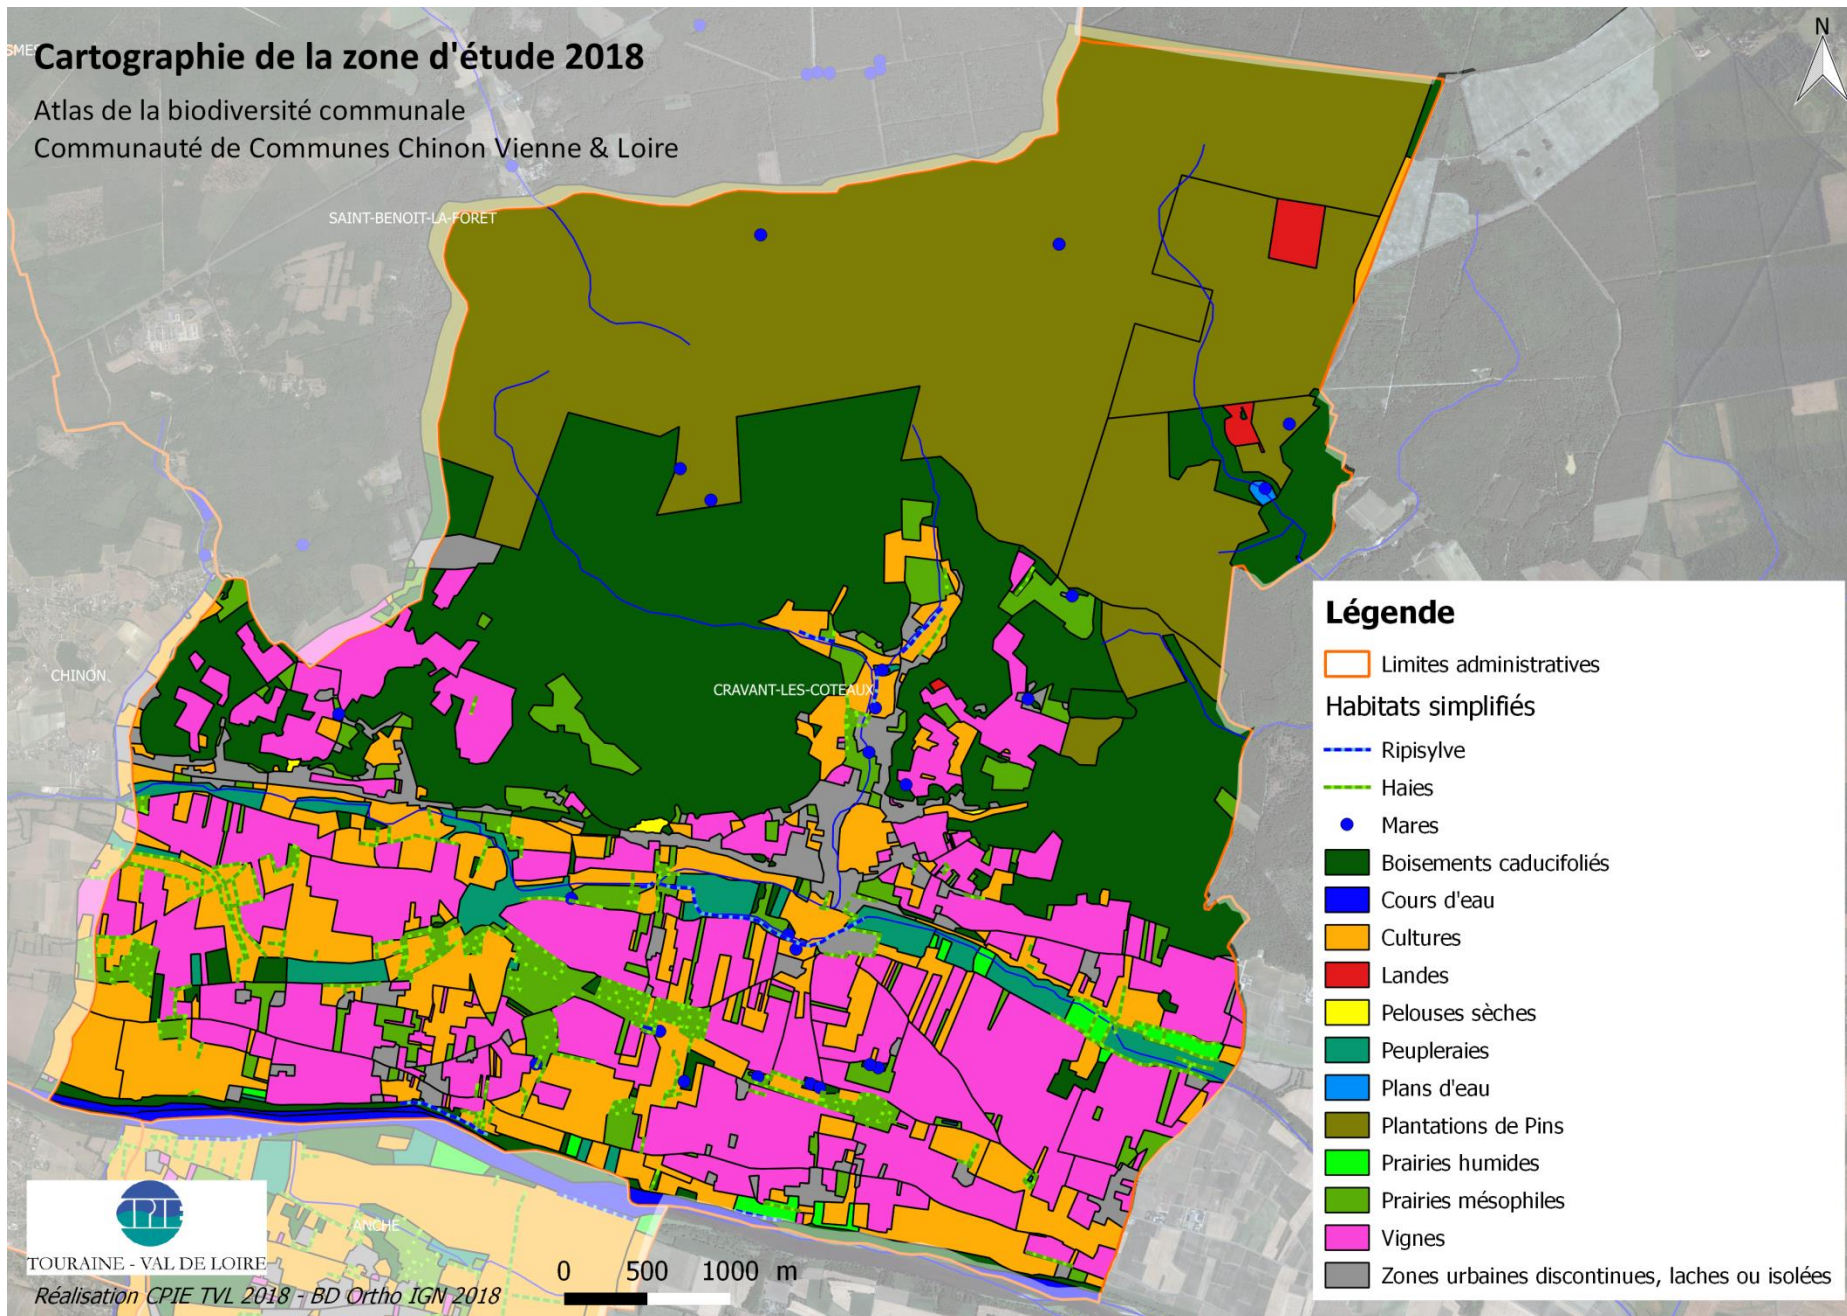 Cartographie de la zone d'étude 2018
Atlas de la biodiversité communale
Communauté de Communes Chinon Vienne & Loire
N
SAINT-BENOIT-LA-FORET
CHINON
CRAVANT-LES-COTEAUX
ANCHE
Légende
Limites administratives
Habitats simplifiés
Ripisylve
Haies
Mares
Boisements caducifoliés
Cours d'eau
Cultures
Landes
Pelouses sèches
Peupleraies
Plans d'eau
Plantations de Pins
Prairies humides
Prairies mésophiles
Vignes
Zones urbaines discontinues, laches ou isolées
CPIE
TOURAINE - VAL DE LOIRE
Réalisation CPIE TVL 2018 - BD Ortho IGN 2018
0 500 1000 m